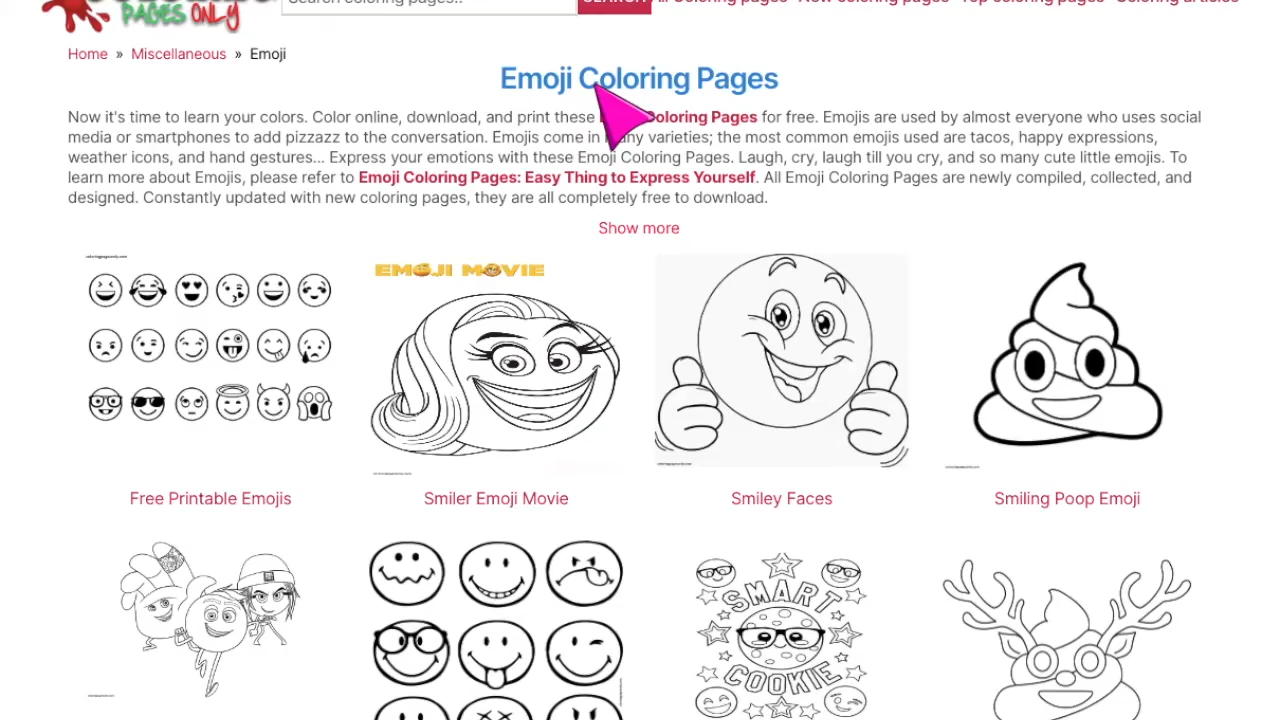 PAGES ONLY
Search coloring pages..
SEARCH
All Coloring pages New coloring pages Top coloring pages Coloring articles
Home » Miscellaneous » Emoji
Emoji Coloring Pages
Now it's time to learn your colors. Color online, download, and print these Coloring Pages for free. Emojis are used by almost everyone who uses social
media or smartphones to add pizzazz to the conversation. Emojis come in many varieties; the most common emojis used are tacos, happy expressions,
weather icons, and hand gestures... Express your emotions with these Emoji Coloring Pages. Laugh, cry, laugh till you cry, and so many cute little emojis. To
learn more about Emojis, please refer to Emoji Coloring Pages: Easy Thing to Express Yourself. All Emoji Coloring Pages are newly compiled, collected, and
designed. Constantly updated with new coloring pages, they are all completely free to download.
Show more
EMOJI MOVIE
Free Printable Emojis
Smiler Emoji Movie
Smiley Faces
Smiling Poop Emoji
SMART
COOKIE